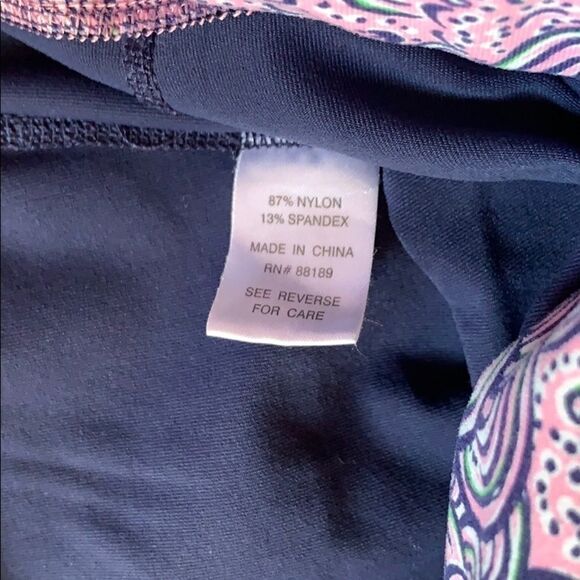 87% NYLON
13% SPANDEX
MADE IN CHINA
RN# 88189
SEE REVERSE
FOR CARE